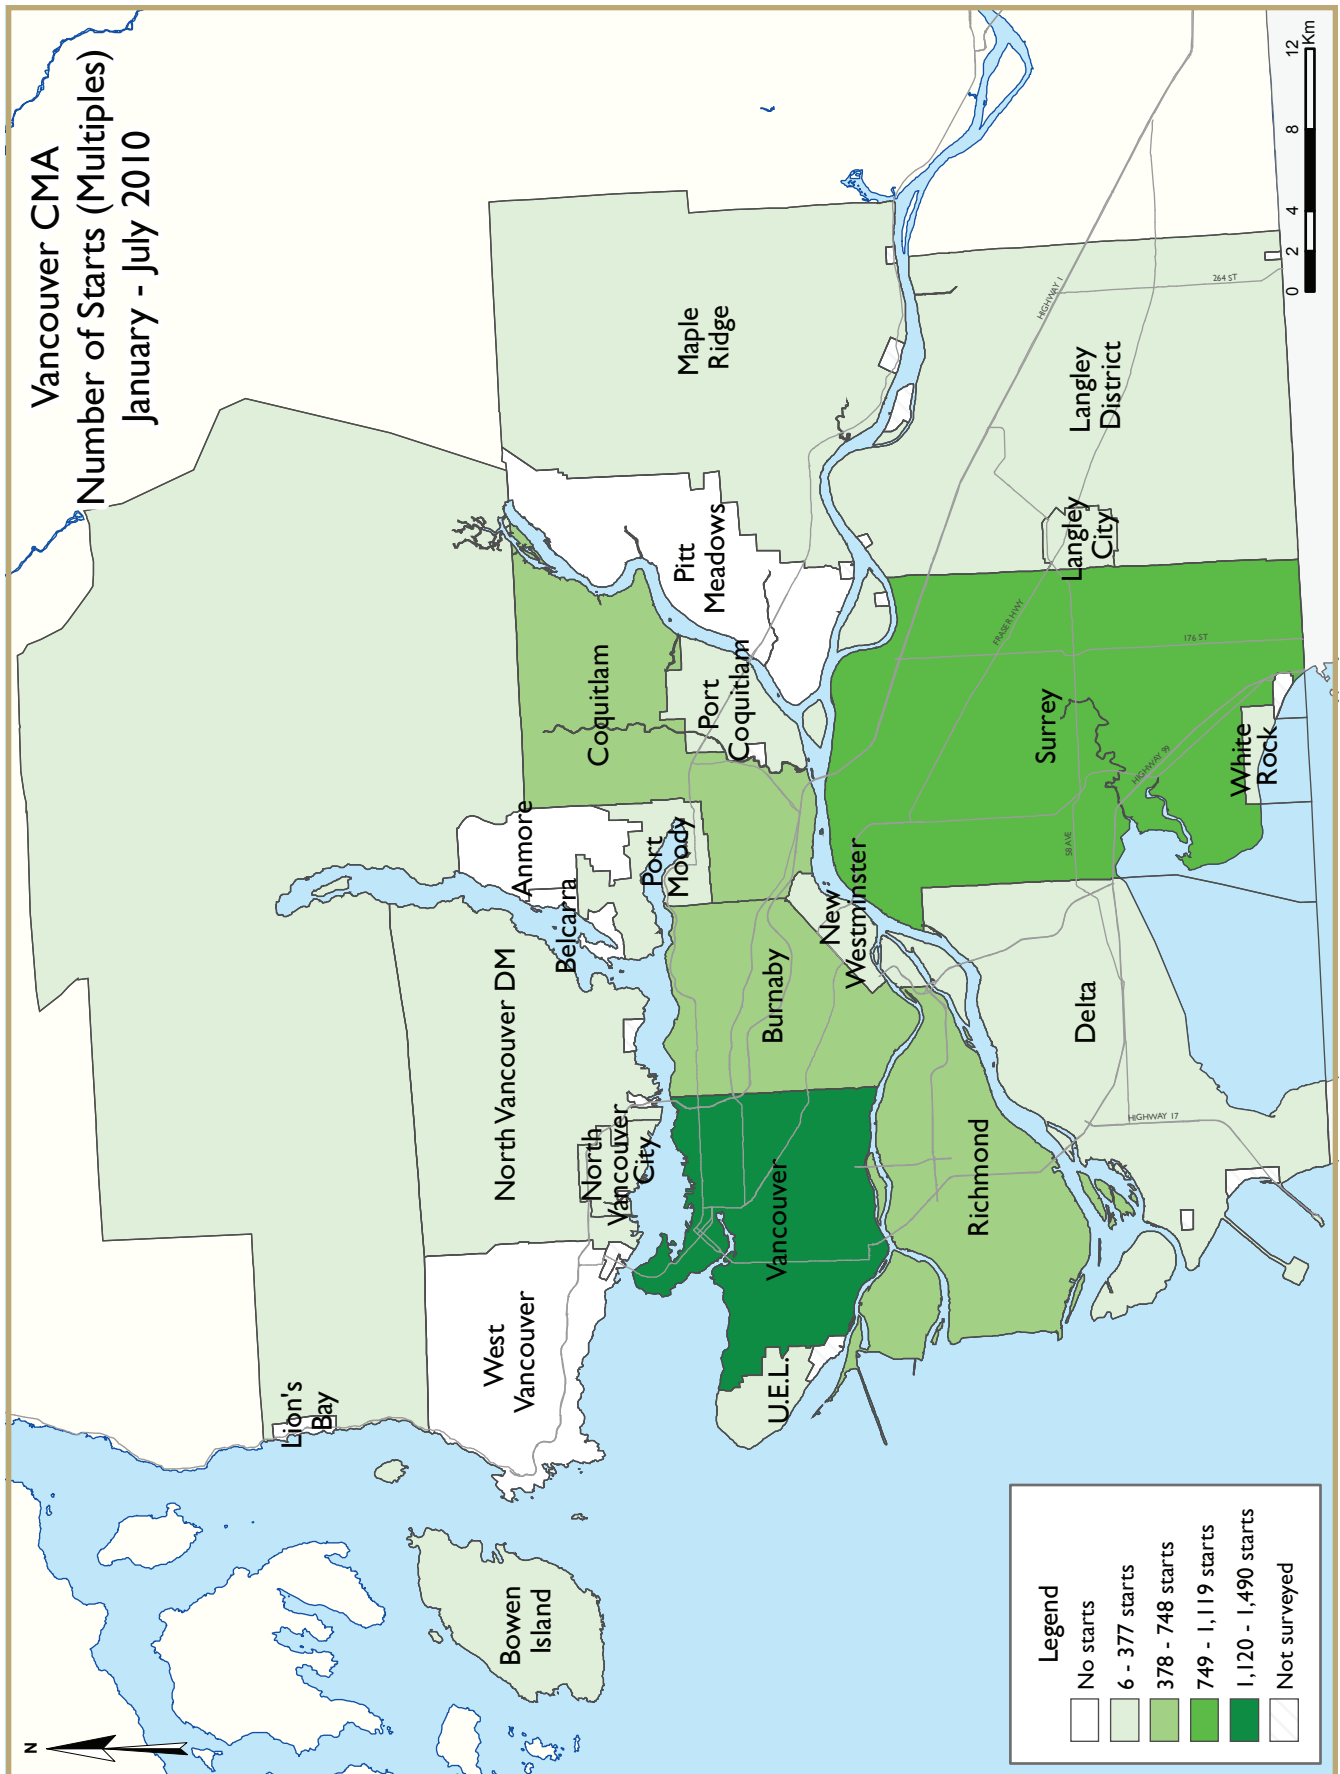 Vancouver CMA
Number of Starts (Multiples)
January - July 2010
N
Lion's
Bay
Bowen
Island
West
Vancouver
North Vancouver DM
North
Vancouver
City
Belcarra
Anmore
Port
Moody
Coquitlam
Port
Coquitlam
Pitt
Meadows
Maple
Ridge
U.E.L.
Vancouver
Burnaby
New
Westminster
Richmond
Delta
Surrey
White
Rock
Langley
City
Langley
District
HIGHWAY 1
264 ST
FRASER HWY
176 ST
HIGHWAY 99
58 AVE
HIGHWAY 17
Legend
No starts
6 - 377 starts
378 - 748 starts
749 - 1,119 starts
1,120 - 1,490 starts
Not surveyed
0 2 4 8 12
Km